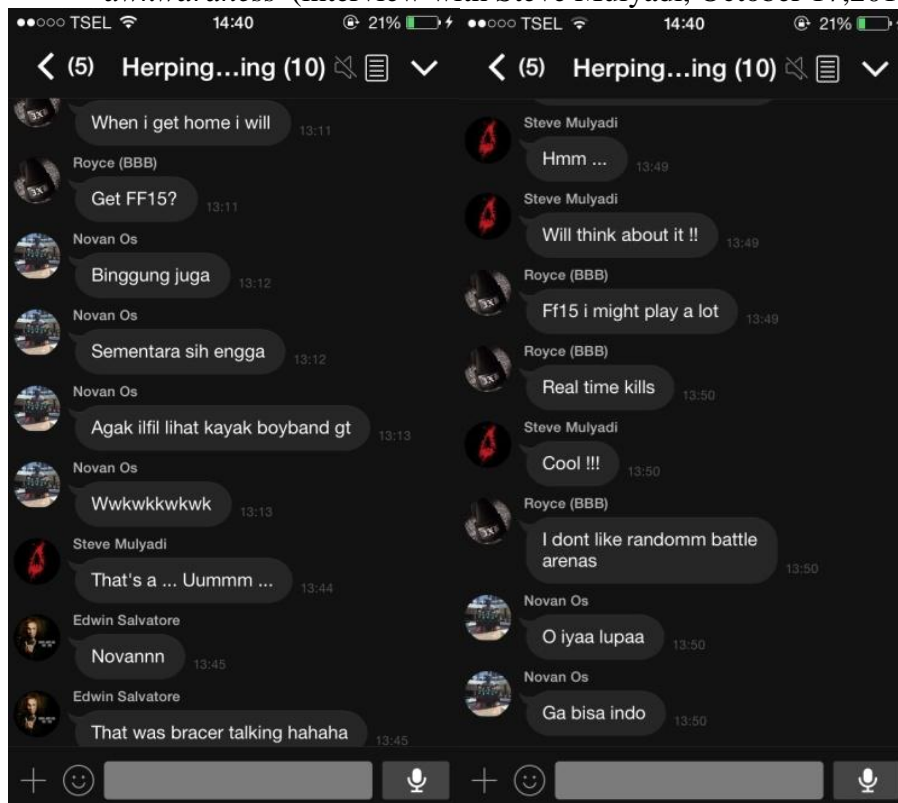 (interview with Steve Mulyadi, October 17,201
TSEL 14:40 21%
(5) Herping...ing (10)
When i get home i will 13:11
Royce (BBB)
Get FF15? 13:11
Novan Os
Binggung juga 13:12
Novan Os
Sementara sih engga 13:12
Novan Os
Agak ilfil lihat kayak boyband gt 13:13
Novan Os
Wwkwkkwkwk 13:13
Steve Mulyadi
That's a ... Uummm ... 13:44
Edwin Salvatore
Novannn 13:45
Edwin Salvatore
That was bracer talking hahaha 13:45
TSEL 14:40 21%
(5) Herping...ing (10)
Steve Mulyadi
Hmm ... 13:49
Steve Mulyadi
Will think about it !! 13:49
Royce (BBB)
Ff15 i might play a lot 13:49
Royce (BBB)
Real time kills 13:50
Steve Mulyadi
Cool !!! 13:50
Royce (BBB)
I dont like randomm battle
arenas 13:50
Novan Os
O iyaa lupaa 13:50
Novan Os
Ga bisa indo 13:50